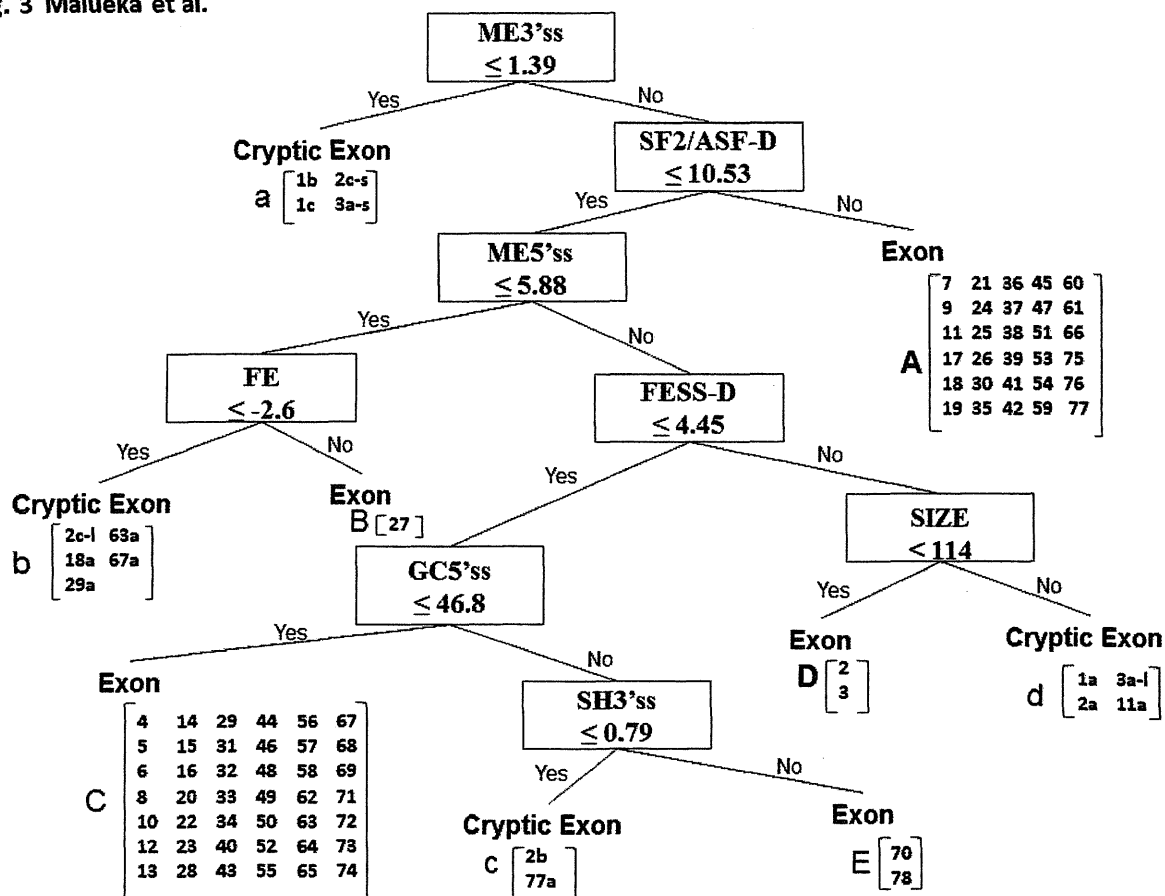 g. 3 Malueka et al.
ME3'ss
≤ 1.39
Yes
No
Cryptic Exon
a
1b 2c-s
1c 3a-s
SF2/ASF-D
≤ 10.53
Yes
No
Exon
A
7 21 36 45 60
9 24 37 47 61
11 25 38 51 66
17 26 39 53 75
18 30 41 54 76
19 35 42 59 77
ME5'ss
≤ 5.88
Yes
No
FE
≤ -2.6
Yes
No
Cryptic Exon
b
2c-l 63a
18a 67a
29a
Exon
B [27]
FESS-D
≤ 4.45
Yes
No
SIZE
< 114
Yes
No
Exon
D
2
3
Cryptic Exon
d
1a 3a-l
2a 11a
GC5'ss
≤ 46.8
Yes
No
Exon
C
4 14 29 44 56 67
5 15 31 46 57 68
6 16 32 48 58 69
8 20 33 49 62 71
10 22 34 50 63 72
12 23 40 52 64 73
13 28 43 55 65 74
SH3'ss
≤ 0.79
Yes
No
Cryptic Exon
c
2b
77a
Exon
E
70
78